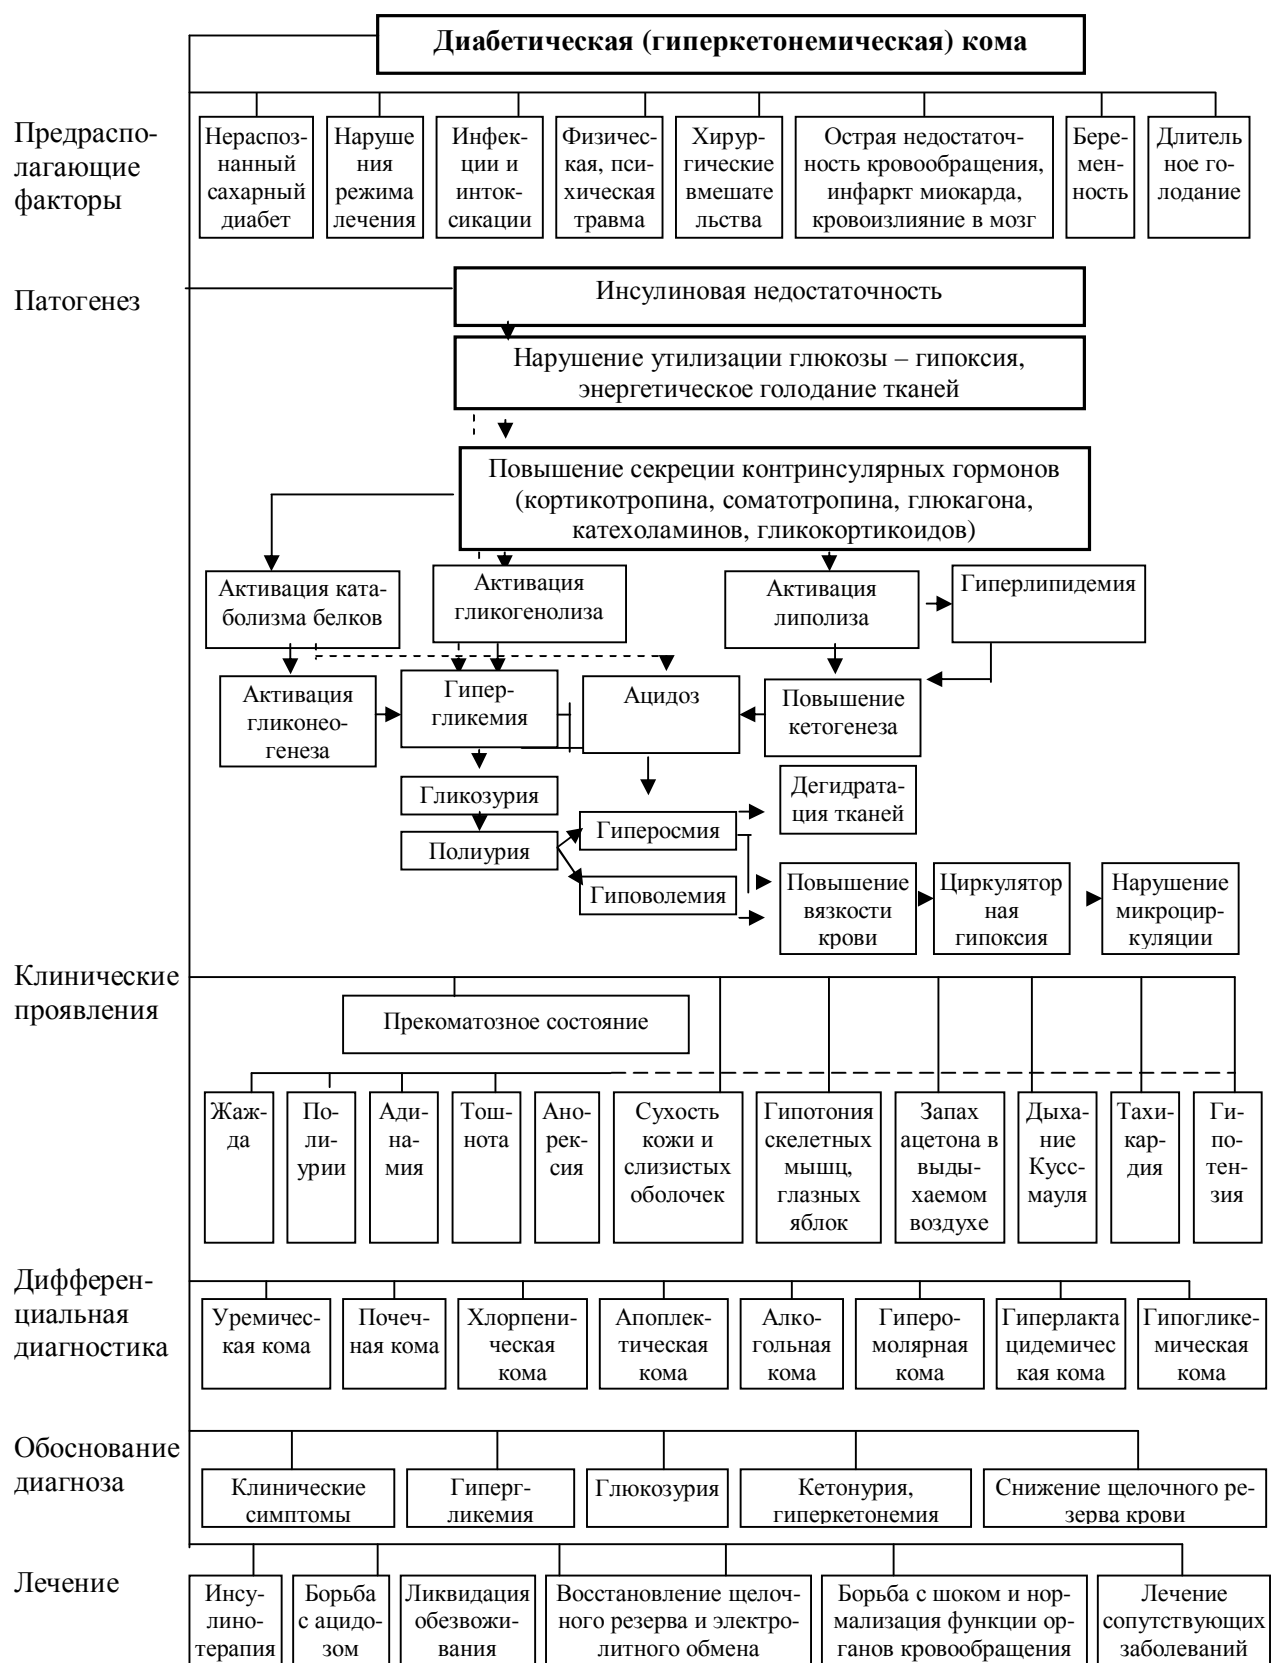 Диабетическая (гиперкетонемическая) кома
Предраспо-
лагающие
факторы
Нераспоз-
нанный
сахарный
диабет
Наруше
ния
режима
лечения
Инфек-
ции и
инток-
сикации
Физичес-
кая, пси-
хическая
травма
Хирур-
гические
вмешате
льства
Острая недостаточ-
ность кровообращения,
инфаркт миокарда,
кровоизлияние в мозг
Бере-
мен-
ность
Длитель
ное го-
лодание
Патогенез
Инсулиновая недостаточность
Нарушение утилизации глюкозы – гипоксия,
энергетическое голодание тканей
Повышение секреции контринсулярных гормонов
(кортикотропина, соматотропина, глюкагона,
катехоламинов, гликокортикоидов)
Активация ката-
болизма белков
Активация
гликогенолиза
Активация
липолиза
Гиперлипидемия
Активация
гликонео-
генеза
Гипер-
гликемия
Ацидоз
Повышение
кетогенеза
Гликозурия
Полиурия
Гиперосмия
Гиповолемия
Дегидрата-
ция тканей
Повышение
вязкости
крови
Циркулятор
ная
гипоксия
Нарушение
микроцир-
куляции
Клинические
проявления
Прекоматозное состояние
Жаж-
да
По-
ли-
урии
Ади-
на-
мия
Тош-
нота
Ано-
рек-
сия
Сухость
кожи и
слизистых
оболочек
Гипотония
скелетных
мышц,
глазных
яблок
Запах
ацетона в
выды-
хаемом
воздухе
Дыха-
ние
Кусс-
мауля
Тахи-
кар-
дия
Ги-
по-
тен-
зия
Дифферен-
циальная
диагностика
Уремичес-
кая кома
Почеч-
ная кома
Хлорпени-
ческая
кома
Апоплек-
тическая
кома
Алко-
гольная
кома
Гиперо-
молярная
кома
Гиперлакта
цидемичес
кая кома
Гипоглике-
мическая
кома
Обоснование
диагноза
Клинические
симптомы
Гиперг-
ликемия
Глюкозурия
Кетонурия,
гиперкетонемия
Снижение щелочного ре-
зерва крови
Лечение
Инсу-
лино-
терапия
Борьба
с ацидо-
зом
Ликвидация
обезвожи-
вания
Восстановление щелоч-
ного резерва и электро-
литного обмена
Борьба с шоком и нор-
мализация функции ор-
ганов кровообращения
Лечение
сопутствующих
заболеваний